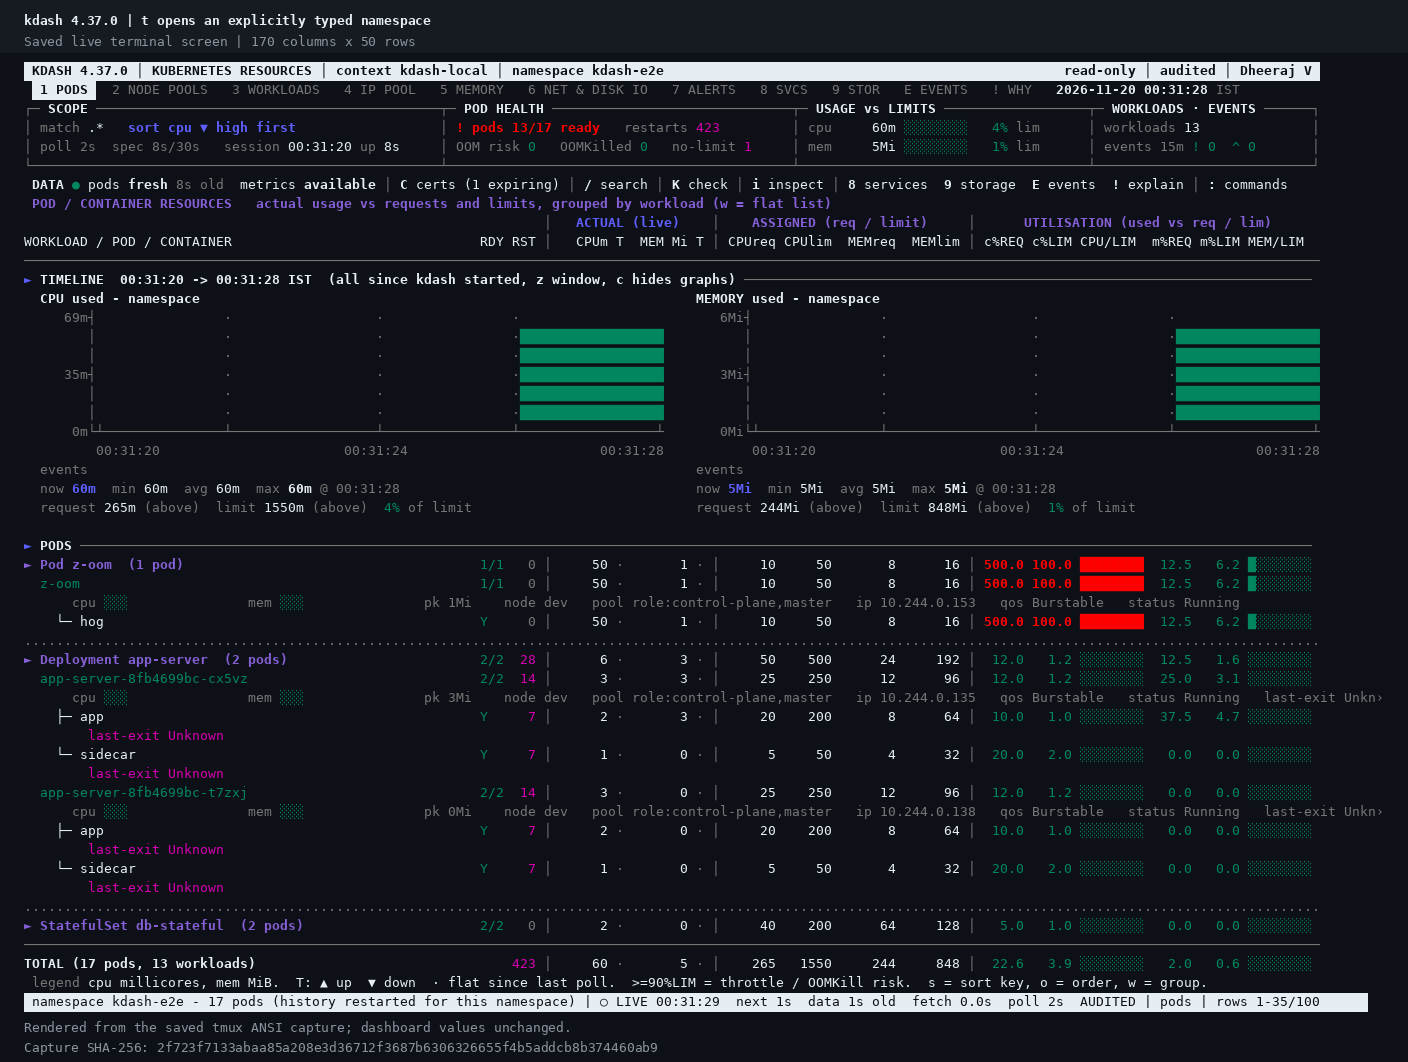 kdash 4.37.0 | t opens an explicitly typed namespace
Saved live terminal screen | 170 columns x 50 rows
KDASH 4.37.0 │ KUBERNETES RESOURCES │ context kdash-local │ namespace kdash-e2e read-only │ audited │ Dheeraj V
1 PODS 2 NODE POOLS 3 WORKLOADS 4 IP POOL 5 MEMORY 6 NET & DISK IO 7 ALERTS 8 SVCS 9 STOR E EVENTS ! WHY 2026-11-20 00:31:28 IST
SCOPE POD HEALTH USAGE vs LIMITS WORKLOADS · EVENTS
match .* sort cpu ▼ high first │ ! pods 13/17 ready restarts 423 │ cpu 60m 4% lim │ workloads 13
poll 2s spec 8s/30s session 00:31:20 up 8s │ OOM risk 0 OOMKilled 0 no-limit 1 │ mem 5Mi 1% lim │ events 15m ! 0 ^ 0
DATA ● pods fresh 8s old metrics available │ C certs (1 expiring) │ / search │ K check │ i inspect │ 8 services 9 storage E events ! explain │ : commands
POD / CONTAINER RESOURCES actual usage vs requests and limits, grouped by workload (w = flat list)
│ ACTUAL (live) │ ASSIGNED (req / limit) │ UTILISATION (used vs req / lim)
WORKLOAD / POD / CONTAINER RDY RST │ CPUm T MEM Mi T │ CPUreq CPUlim MEMreq MEMlim │ c%REQ c%LIM CPU/LIM m%REQ m%LIM MEM/LIM
► TIMELINE 00:31:20 -> 00:31:28 IST (all since kdash started, z window, c hides graphs)
CPU used - namespace MEMORY used - namespace
69m 6Mi
35m 3Mi
0m 0Mi
00:31:20 00:31:24 00:31:28 00:31:20 00:31:24 00:31:28
events events
now 60m min 60m avg 60m max 60m @ 00:31:28 now 5Mi min 5Mi avg 5Mi max 5Mi @ 00:31:28
request 265m (above) limit 1550m (above) 4% of limit request 244Mi (above) limit 848Mi (above) 1% of limit
► PODS
► Pod z-oom (1 pod) 1/1 0 │ 50 · 1 · │ 10 50 8 16 │ 500.0 100.0 12.5 6.2
z-oom 1/1 0 │ 50 · 1 · │ 10 50 8 16 │ 500.0 100.0 12.5 6.2
cpu mem pk 1Mi node dev pool role:control-plane,master ip 10.244.0.153 qos Burstable status Running
└─ hog Y 0 │ 50 · 1 · │ 10 50 8 16 │ 500.0 100.0 12.5 6.2
► Deployment app-server (2 pods) 2/2 28 │ 6 · 3 · │ 50 500 24 192 │ 12.0 1.2 12.5 1.6
app-server-8fb4699bc-cx5vz 2/2 14 │ 3 · 3 · │ 25 250 12 96 │ 12.0 1.2 25.0 3.1
cpu mem pk 3Mi node dev pool role:control-plane,master ip 10.244.0.135 qos Burstable status Running last-exit Unkn›
├─ app Y 7 │ 2 · 3 · │ 20 200 8 64 │ 10.0 1.0 37.5 4.7
last-exit Unknown
└─ sidecar Y 7 │ 1 · 0 · │ 5 50 4 32 │ 20.0 2.0 0.0 0.0
last-exit Unknown
app-server-8fb4699bc-t7zxj 2/2 14 │ 3 · 0 · │ 25 250 12 96 │ 12.0 1.2 0.0 0.0
cpu mem pk 0Mi node dev pool role:control-plane,master ip 10.244.0.138 qos Burstable status Running last-exit Unkn›
├─ app Y 7 │ 2 · 0 · │ 20 200 8 64 │ 10.0 1.0 0.0 0.0
last-exit Unknown
└─ sidecar Y 7 │ 1 · 0 · │ 5 50 4 32 │ 20.0 2.0 0.0 0.0
last-exit Unknown
► StatefulSet db-stateful (2 pods) 2/2 0 │ 2 · 0 · │ 40 200 64 128 │ 5.0 1.0 0.0 0.0
TOTAL (17 pods, 13 workloads) 423 │ 60 · 5 · │ 265 1550 244 848 │ 22.6 3.9 2.0 0.6
legend cpu millicores, mem MiB. T: ▲ up ▼ down · flat since last poll. >=90%LIM = throttle / OOMKill risk. s = sort key, o = order, w = group.
namespace kdash-e2e - 17 pods (history restarted for this namespace) | ○ LIVE 00:31:29 next 1s data 1s old fetch 0.0s poll 2s AUDITED | pods | rows 1-35/100
Rendered from the saved tmux ANSI capture; dashboard values unchanged.
Capture SHA-256: 2f723f7133abaa85a208e3d36712f3687b6306326655f4b5addcb8b374460ab9